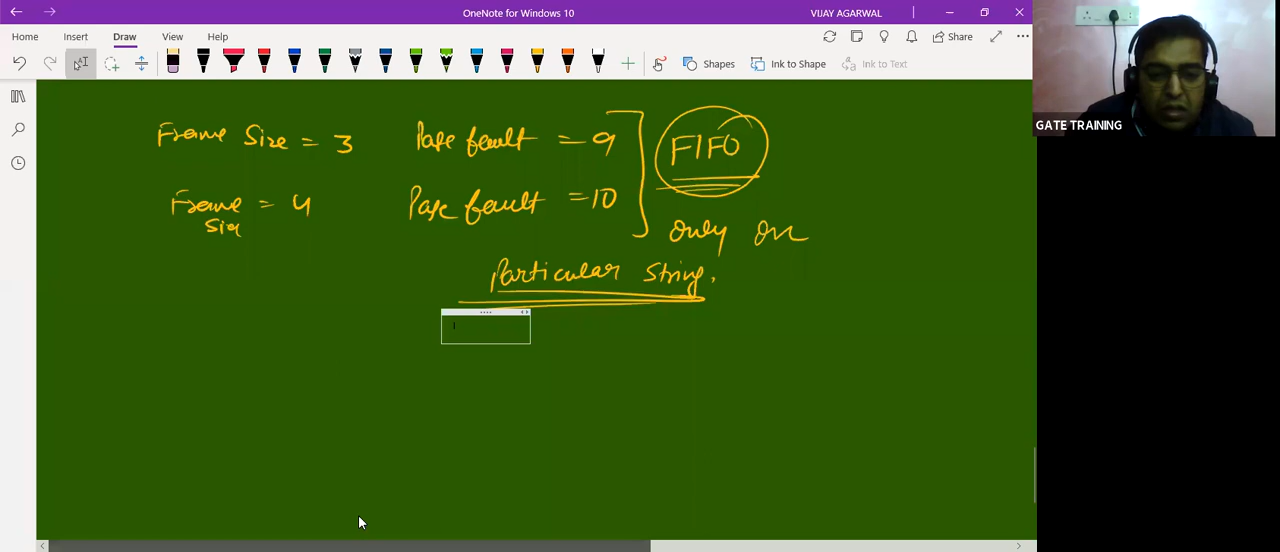 OneNote for Windows 10
VIJAY AGARWAL
Home Insert Draw View Help
Share
Shapes Ink to Shape Ink to Text
GATE TRAINING
Frame Size = 3 Page fault = 9
FIFO
Frame = 4 Page fault = 10
Size
only on
Particular String.